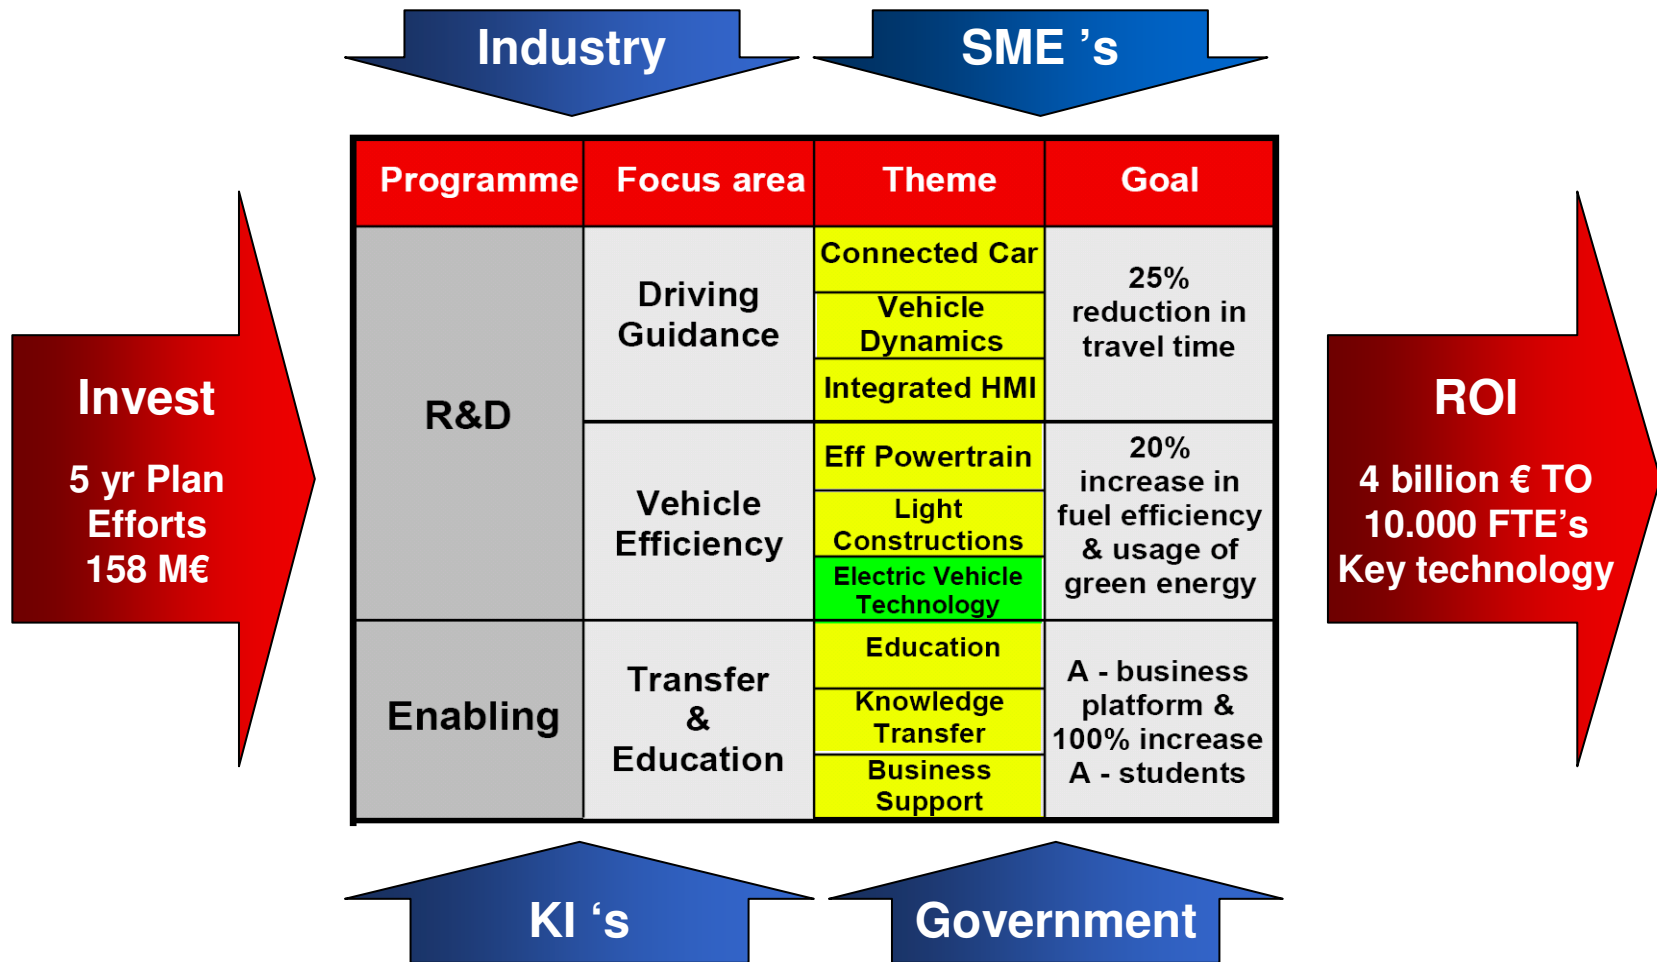 Industry
SME 's
Programme
Focus area
Theme
Goal
Invest
5 yr Plan
Efforts
158 M€
R&D
Driving
Guidance
Connected Car
Vehicle
Dynamics
Integrated HMI
25%
reduction in
travel time
Vehicle
Efficiency
Eff Powertrain
Light
Constructions
Electric Vehicle
Technology
20%
increase in
fuel efficiency
& usage of
green energy
Enabling
Transfer
&
Education
Education
Knowledge
Transfer
Business
Support
A - business
platform &
100% increase
A - students
ROI
4 billion € TO
10.000 FTE's
Key technology
KI 's
Government